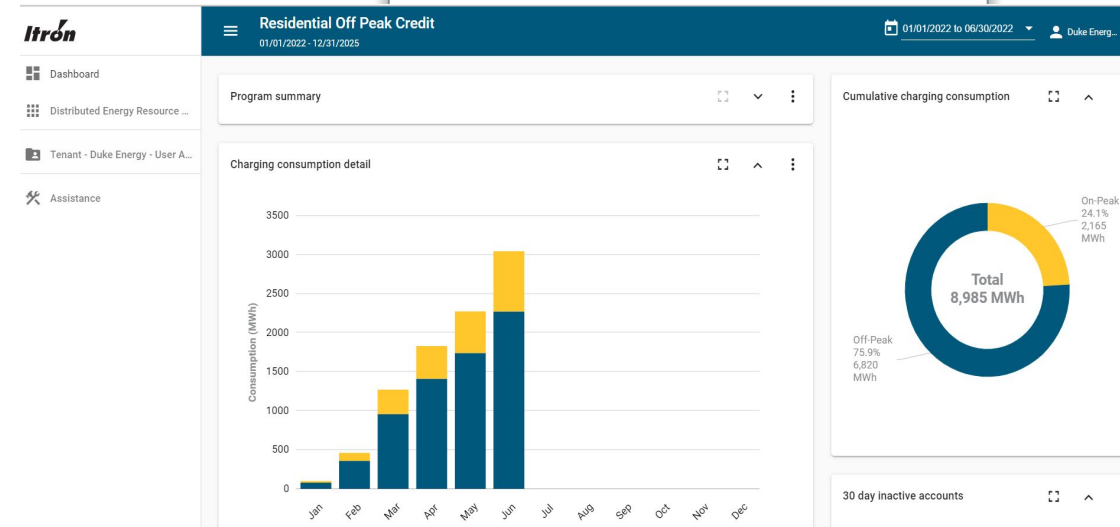 Itrón
Residential Off Peak Credit
01/01/2022 - 12/31/2025
01/01/2022 to 06/30/2022
Duke Energ...
Dashboard
Distributed Energy Resource ...
Tenant - Duke Energy - User A...
Assistance
Program summary
Charging consumption detail
Consumption (MWh)
3500
3000
2500
2000
1500
1000
500
0
Jan Feb Mar Apr May Jun Jul Aug Sep Oct Nov Dec
Cumulative charging consumption
On-Peak
24.1%
2,165
MWh
Total
8,985 MWh
Off-Peak
75.9%
6,820
MWh
30 day inactive accounts